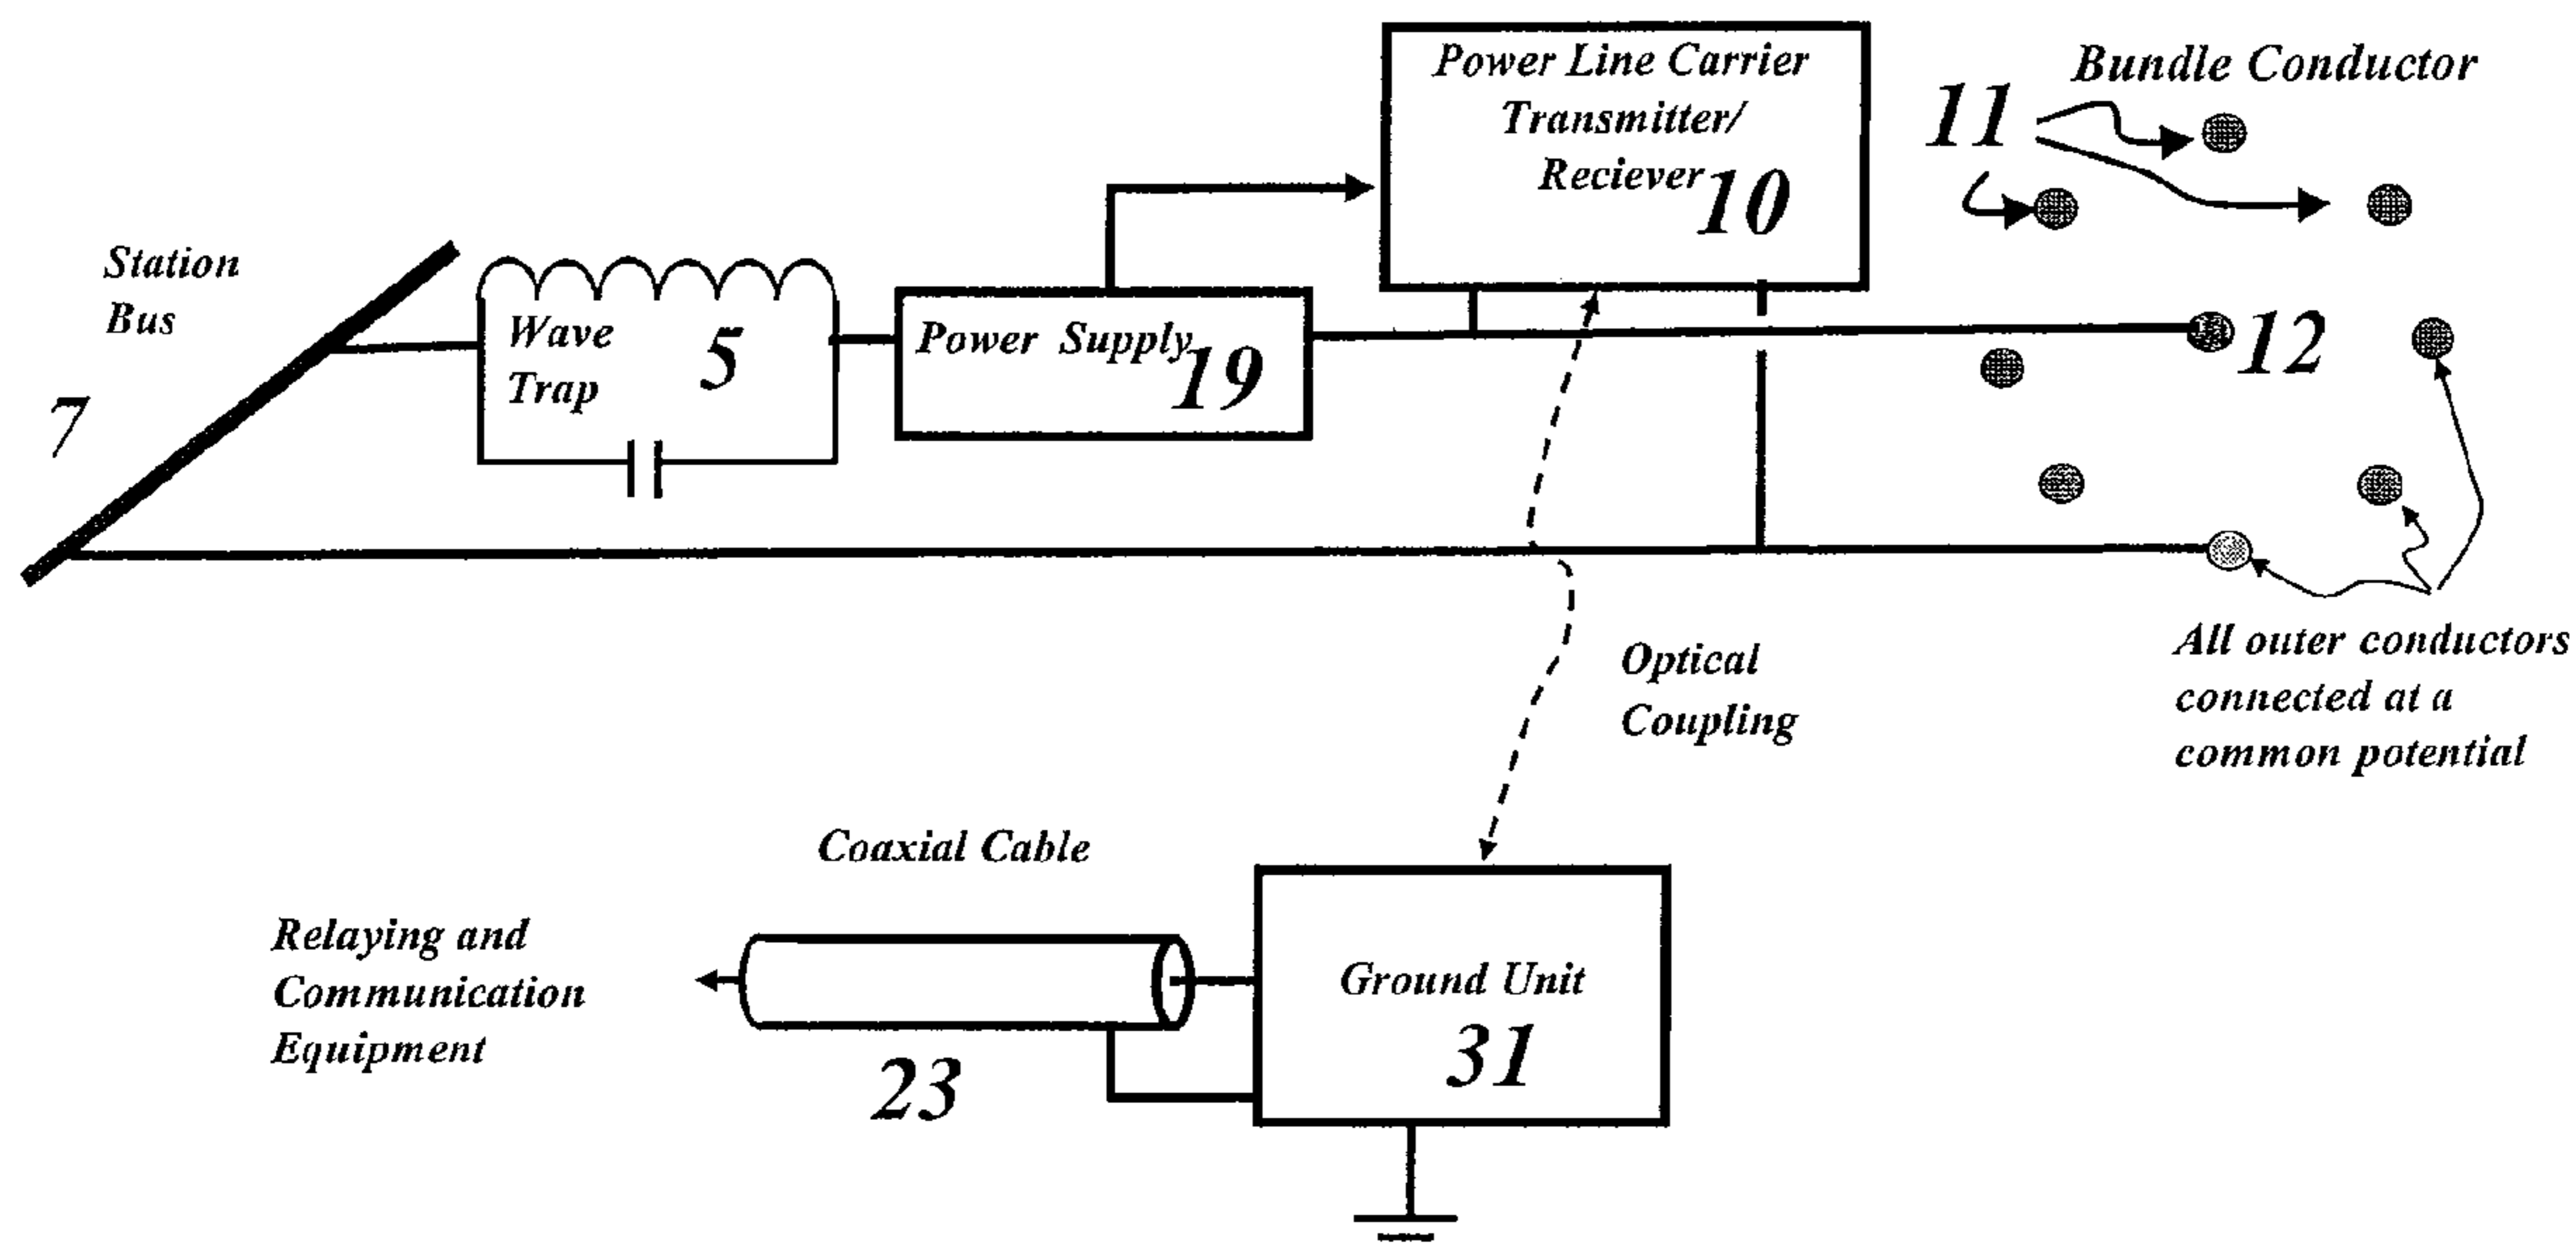 Power Line Carrier
Transmitter/
Reciever 10
Bundle Conductor
11
Station
Bus
7
Wave
Trap
5
Power Supply
19
12
Optical
Coupling
All outer conductors
connected at a
common potential
Coaxial Cable
23
Relaying and
Communication
Equipment
Ground Unit
31